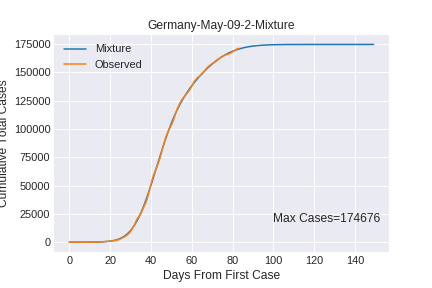 Germany-May-09-2-Mixture
Mixture
Observed
175000
150000
125000
100000
75000
50000
25000
0
Cumulative Total Cases
Max Cases=174676
0 20 40 60 80 100 120 140
Days From First Case